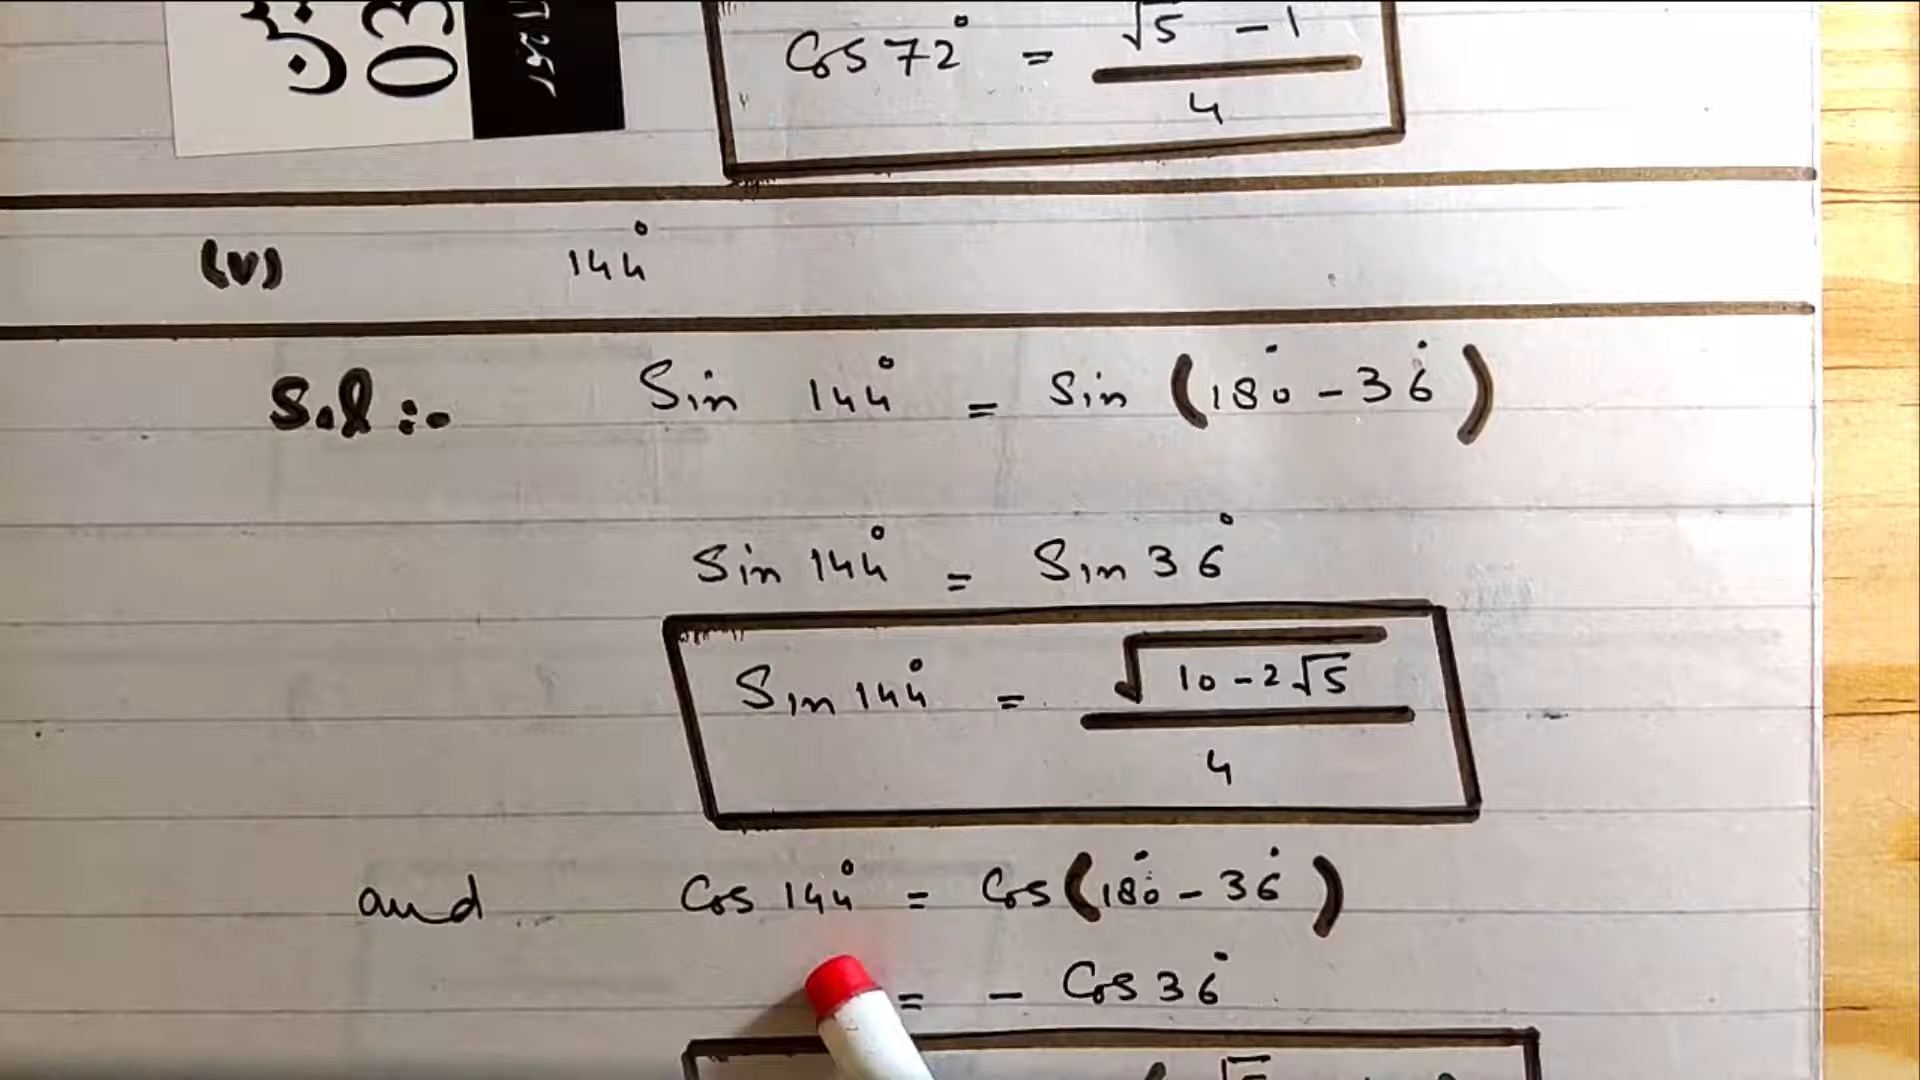 03
Cos 72° = √5 - 1 / 4
(v) 144°
Sol :- Sin 144° = Sin (180° - 36°)
Sin 144° = Sin 36°
Sin 144° = √(10 - 2√5) / 4
and Cos 144° = Cos (180° - 36°)
= - Cos 36°